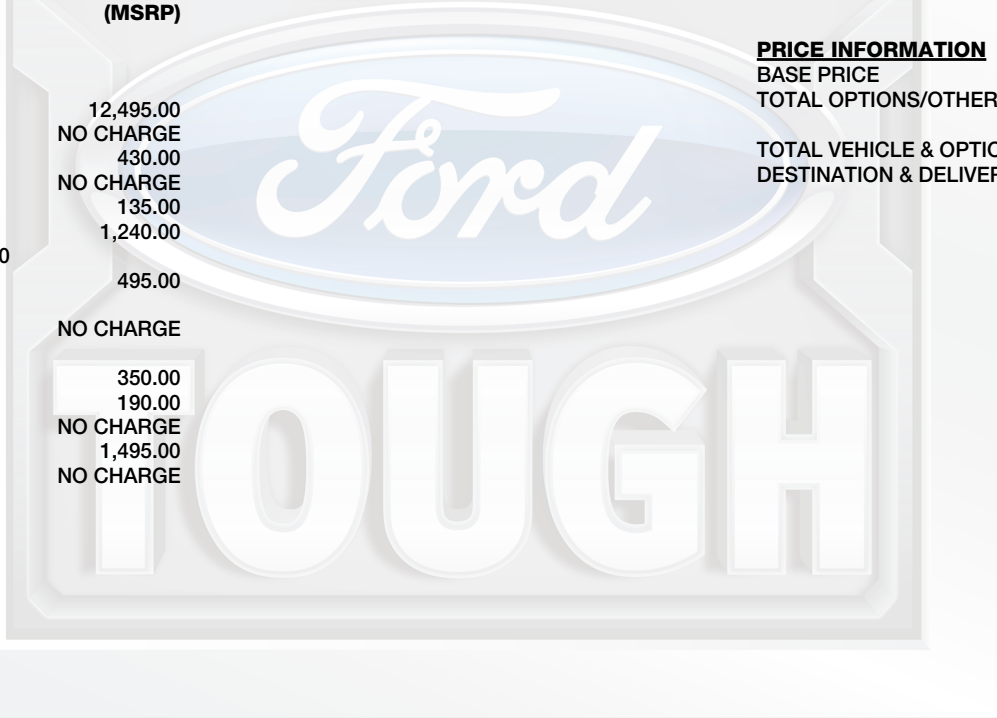 (MSRP)
12,495.00
NO CHARGE
430.00
NO CHARGE
135.00
1,240.00
0
495.00
NO CHARGE
350.00
190.00
NO CHARGE
1,495.00
NO CHARGE
PRICE INFORMATION
BASE PRICE
TOTAL OPTIONS/OTHER
TOTAL VEHICLE & OPTIO
DESTINATION & DELIVER
Ford
TOUGH